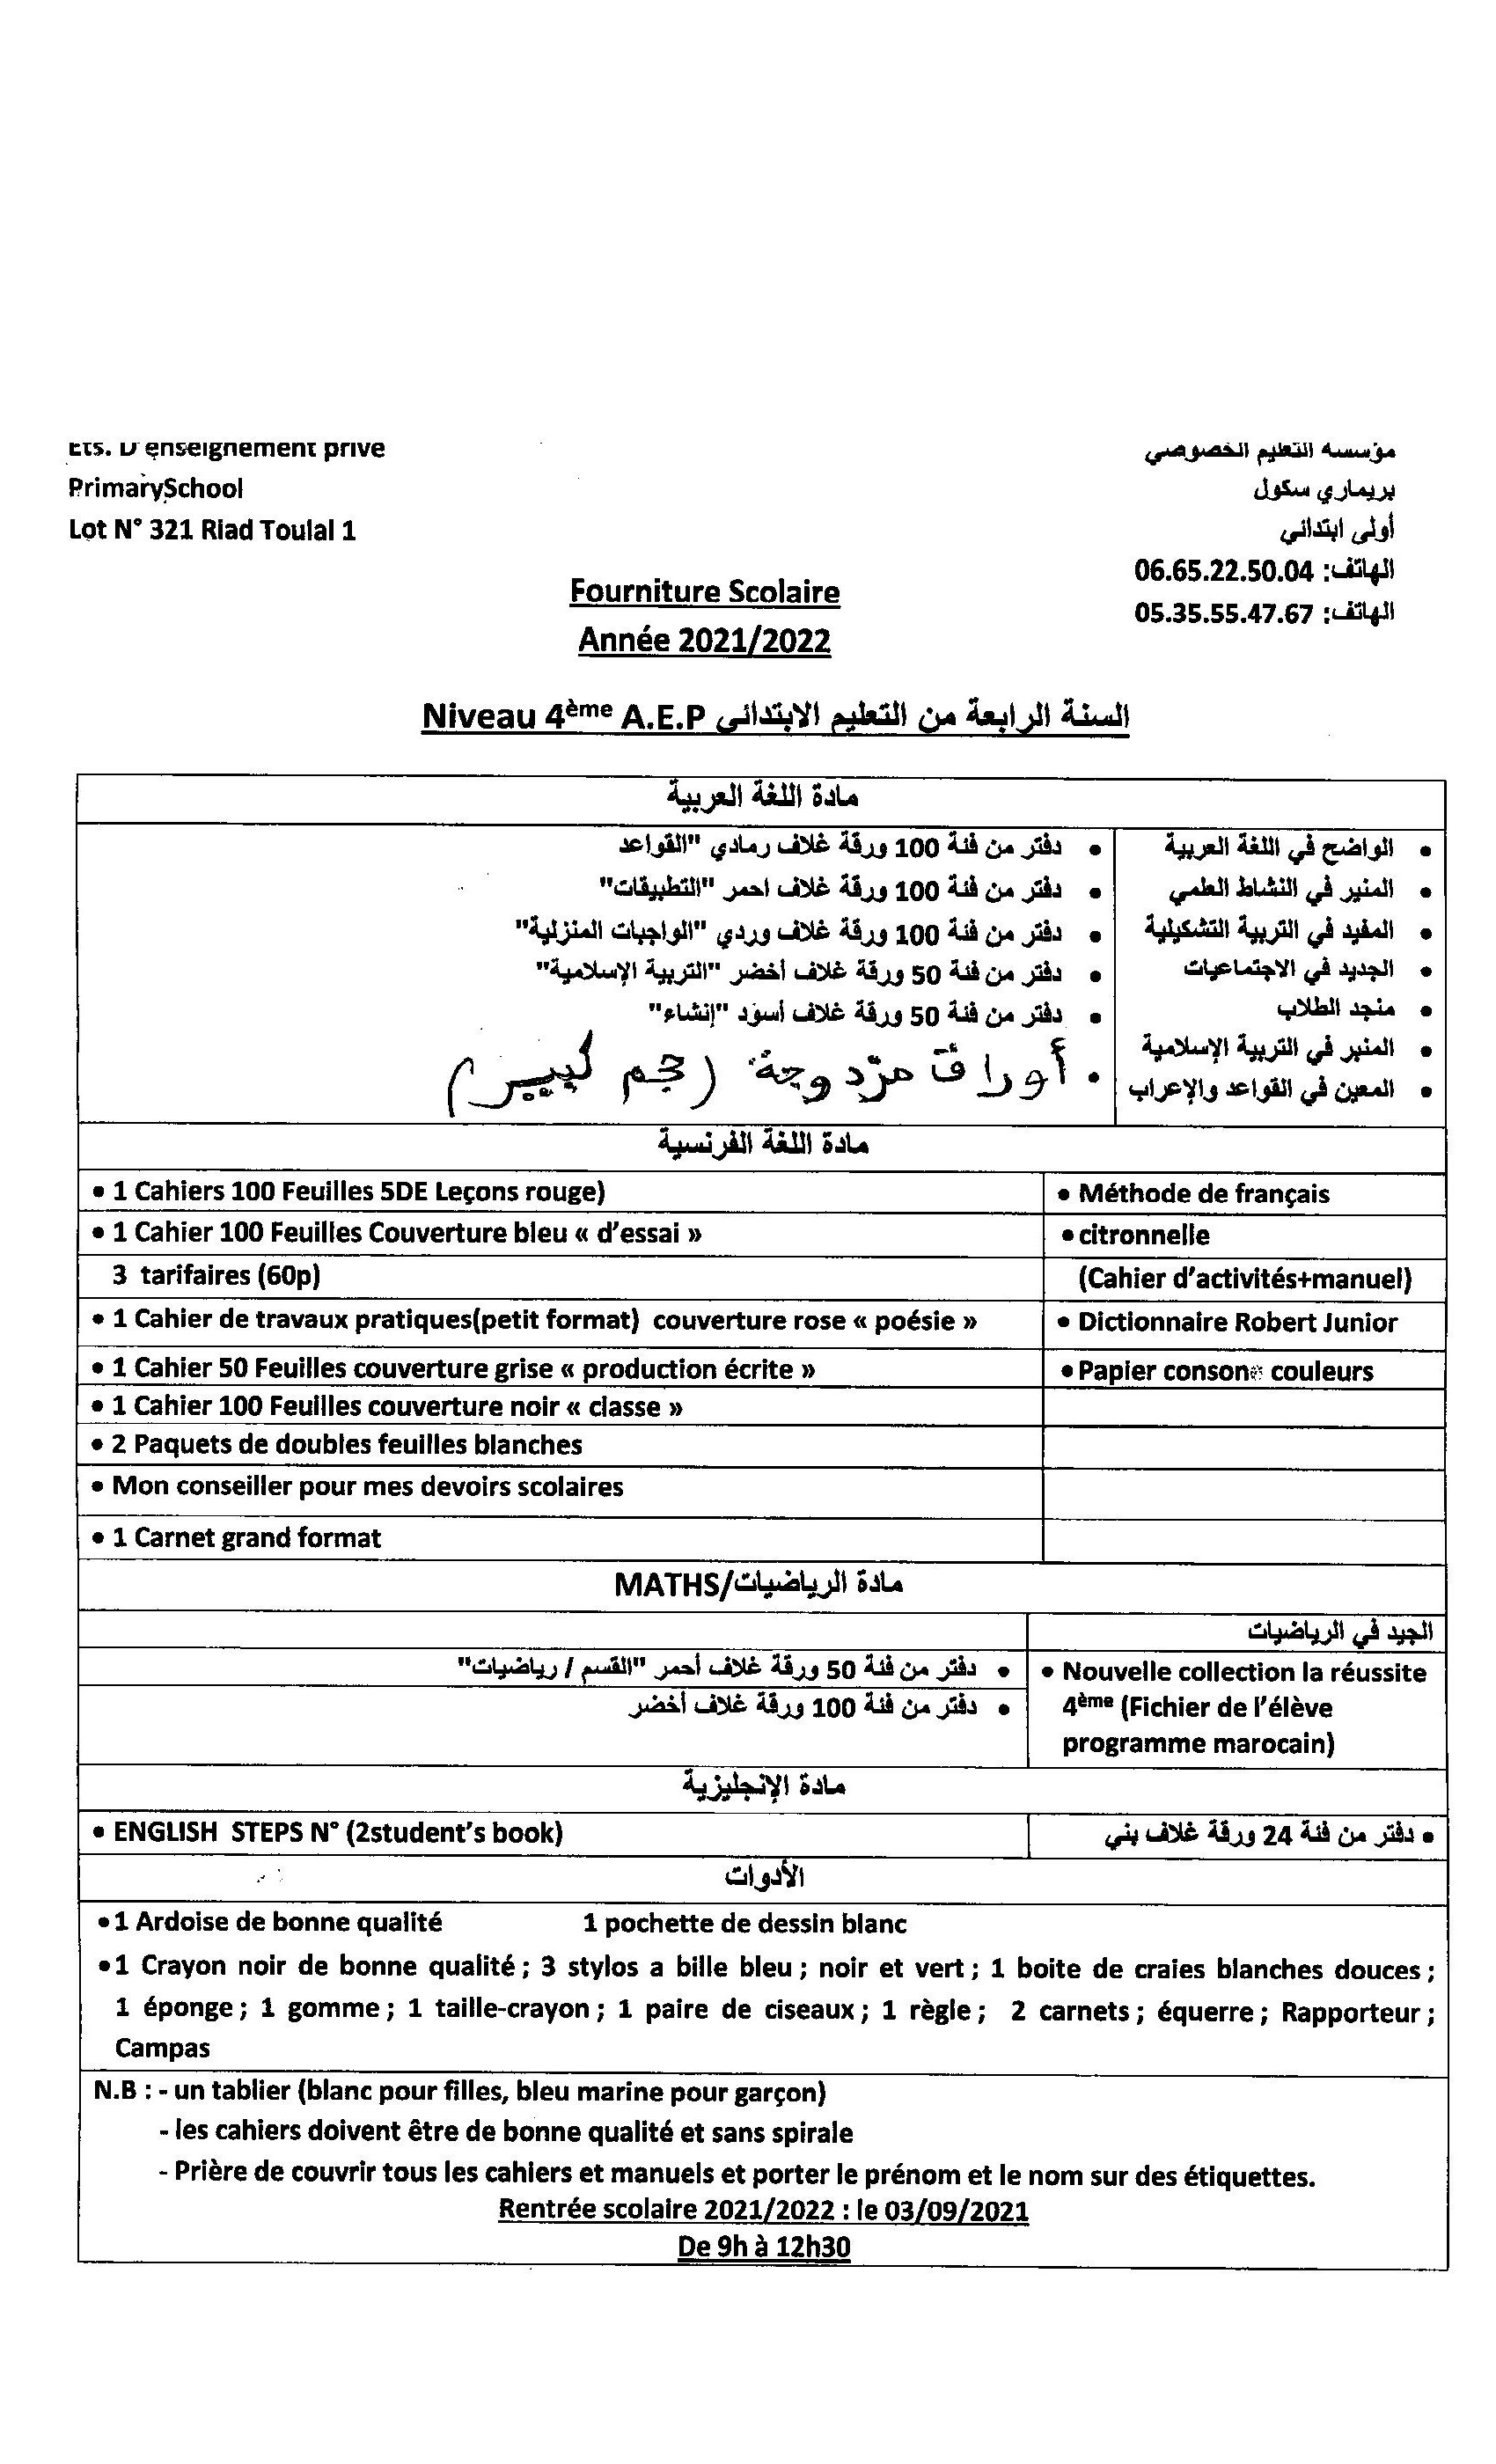 Ets. D'enseignement privé
PrimarySchool
Lot N° 321 Riad Toulal 1
مؤسسة التعليم الخصوصي
بريماري سكول
أولى ابتدائي
الهاتف: 06.65.22.50.04
الهاتف: 05.35.55.47.67
Fourniture Scolaire
Année 2021/2022
Niveau 4ème A.E.P السنة الرابعة من التعليم الابتدائي
مادة اللغة العربية
• الواضح في اللغة العربية
• المنير في النشاط العلمي
• المفيد في التربية التشكيلية
• الجديد في الاجتماعيات
• منجد الطلاب
• المنير في التربية الإسلامية
• المعين في القواعد والإعراب
• دفتر من فئة 100 ورقة غلاف رمادي "القواعد
• دفتر من فئة 100 ورقة غلاف احمر "التطبيقات"
• دفتر من فئة 100 ورقة غلاف وردي "الواجبات المنزلية"
• دفتر من فئة 50 ورقة غلاف أخضر "التربية الإسلامية"
• دفتر من فئة 50 ورقة غلاف أسود "إنشاء"
• أوراق مزدوجة (حجم كبير)
مادة اللغة الفرنسية
• 1 Cahiers 100 Feuilles 5DE Leçons rouge)
• Méthode de français
• 1 Cahier 100 Feuilles Couverture bleu « d'essai »
• citronnelle
3 tarifaires (60p)
(Cahier d'activités+manuel)
• 1 Cahier de travaux pratiques(petit format) couverture rose « poésie »
• Dictionnaire Robert Junior
• 1 Cahier 50 Feuilles couverture grise « production écrite »
• Papier couleurs
• 1 Cahier 100 Feuilles couverture noir « classe »
• 2 Paquets de doubles feuilles blanches
• Mon conseiller pour mes devoirs scolaires
• 1 Carnet grand format
MATHS/مادة الرياضيات
الجيد في الرياضيات
• دفتر من فئة 50 ورقة غلاف أحمر "القسم / رياضيات"
• دفتر من فئة 100 ورقة غلاف أخضر
• Nouvelle collection la réussite
4ème (Fichier de l'élève
programme marocain)
مادة الإنجليزية
• ENGLISH STEPS N° (2student's book)
• دفتر من فئة 24 ورقة غلاف بني
الأدوات
• 1 Ardoise de bonne qualité 1 pochette de dessin blanc
• 1 Crayon noir de bonne qualité ; 3 stylos a bille bleu ; noir et vert ; 1 boite de craies blanches douces ;
1 éponge ; 1 gomme ; 1 taille-crayon ; 1 paire de ciseaux ; 1 règle ; 2 carnets ; équerre ; Rapporteur ;
Campas
N.B : - un tablier (blanc pour filles, bleu marine pour garçon)
- les cahiers doivent être de bonne qualité et sans spirale
- Prière de couvrir tous les cahiers et manuels et porter le prénom et le nom sur des étiquettes.
Rentrée scolaire 2021/2022 : le 03/09/2021
De 9h à 12h30